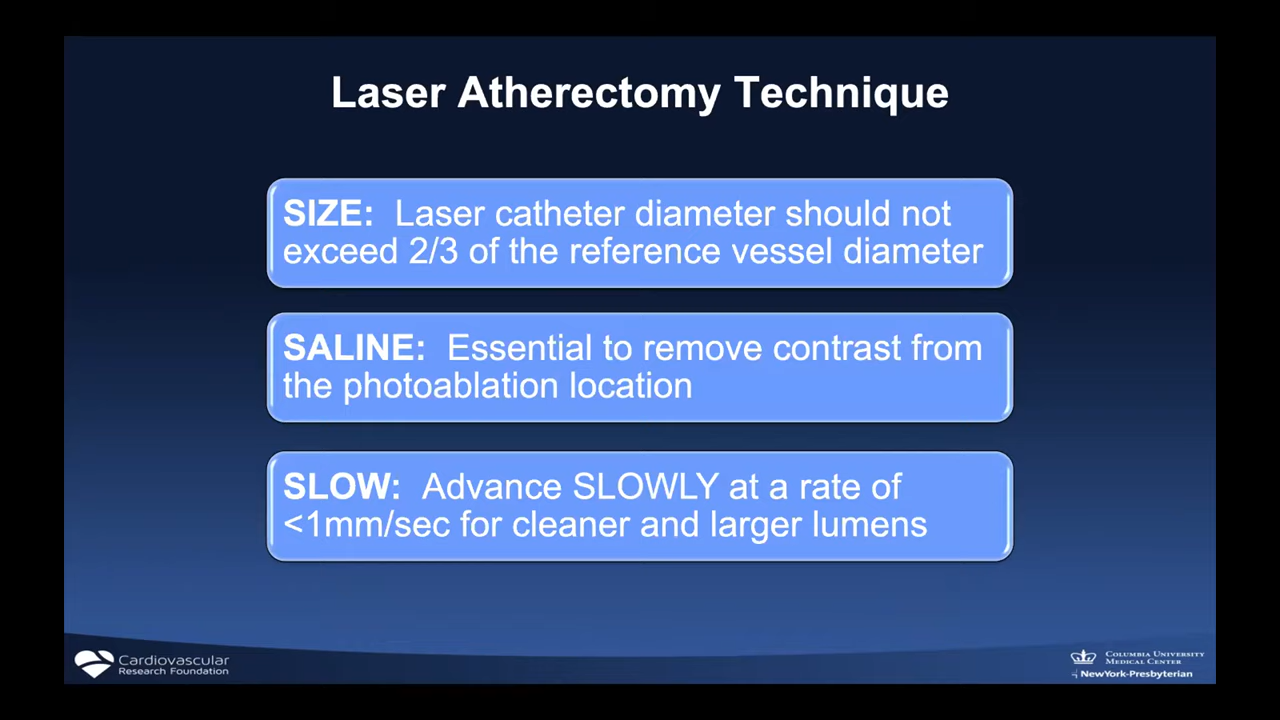 Laser Atherectomy Technique
SIZE: Laser catheter diameter should not
exceed 2/3 of the reference vessel diameter
SALINE: Essential to remove contrast from
the photoablation location
SLOW: Advance SLOWLY at a rate of
<1mm/sec for cleaner and larger lumens
Cardiovascular
Research Foundation
COLUMBIA UNIVERSITY
MEDICAL CENTER
NewYork-Presbyterian